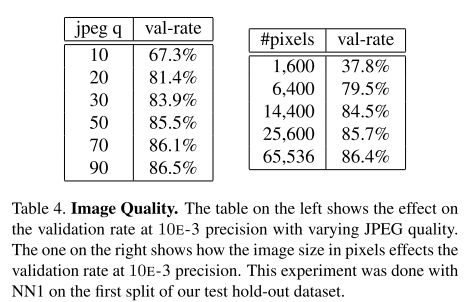 jpeg q val-rate
10 67.3%
20 81.4%
30 83.9%
50 85.5%
70 86.1%
90 86.5%
#pixels val-rate
1,600 37.8%
6,400 79.5%
14,400 84.5%
25,600 85.7%
65,536 86.4%
Table 4. Image Quality. The table on the left shows the effect on
the validation rate at 10E-3 precision with varying JPEG quality.
The one on the right shows how the image size in pixels effects the
validation rate at 10E-3 precision. This experiment was done with
NN1 on the first split of our test hold-out dataset.